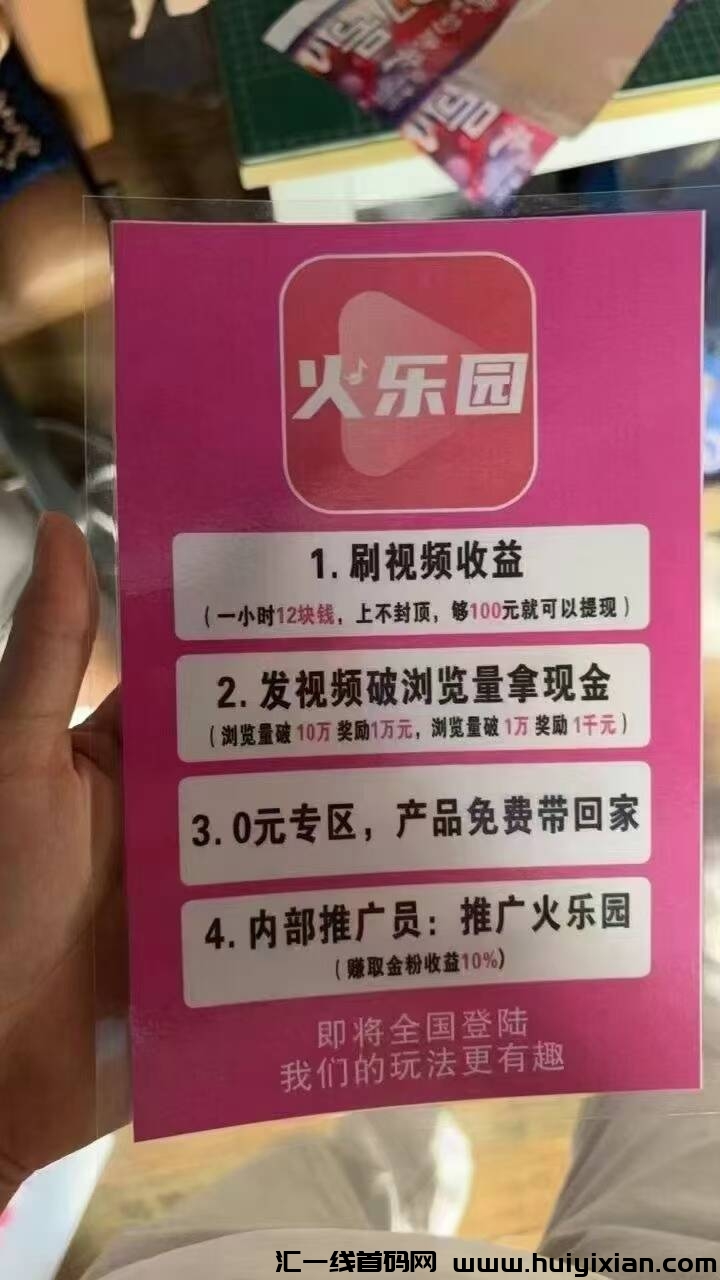 火乐园
1.刷视频收益
(一小时12块钱，上不封顶，够100元就可以提现)
2.发视频破浏览量拿现金
(浏览量破 10万 奖励1万元，浏览量破 1万 奖励 1千元)
3.0元专区，产品免费带回家
4.内部推广员：推广火乐园
(赚取金粉收益10%)
即将全国登陆
我们的玩法更有趣
汇一线首码网 www.huiyixian.com